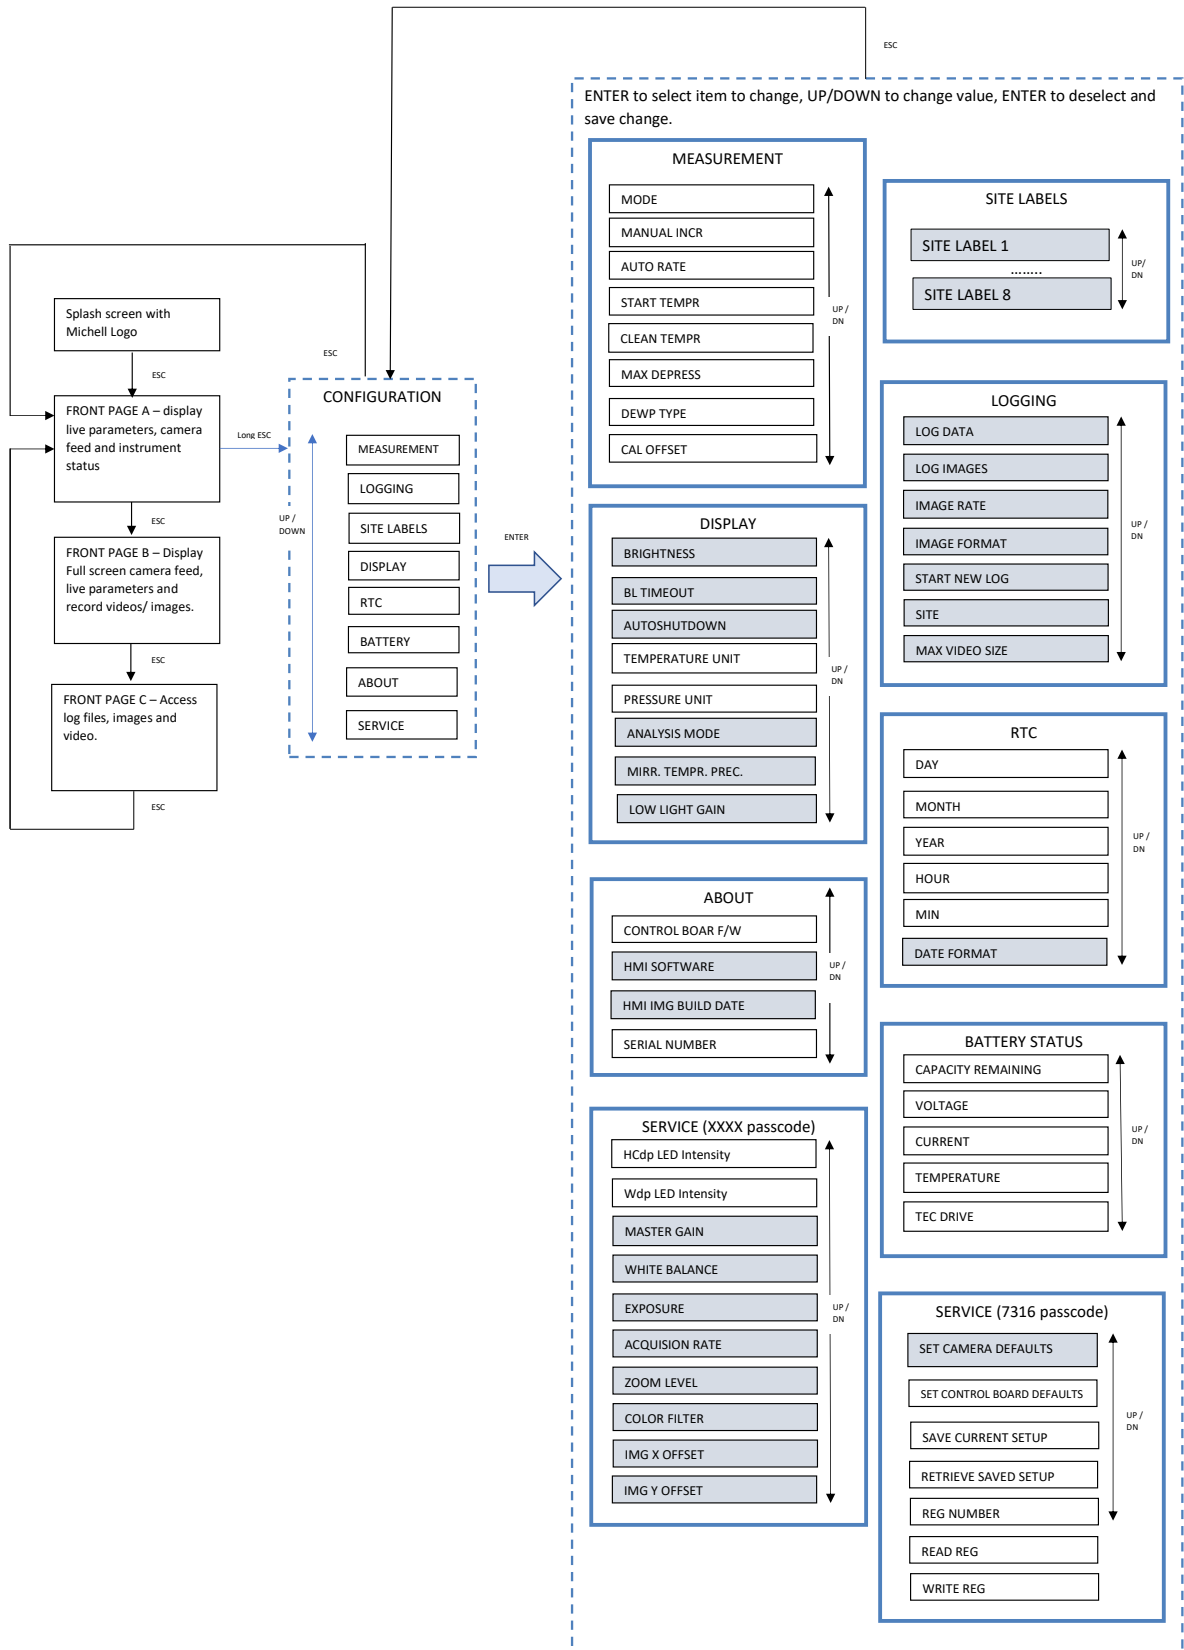 ESC
ENTER to select item to change, UP/DOWN to change value, ENTER to deselect and
save change.
Splash screen with
Michell Logo
ESC
FRONT PAGE A – display
live parameters, camera
feed and instrument
status
Long ESC
ESC
FRONT PAGE B – Display
Full screen camera feed,
live parameters and
record videos/ images.
ESC
FRONT PAGE C – Access
log files, images and
video.
ESC
ESC
CONFIGURATION
MEASUREMENT
LOGGING
SITE LABELS
DISPLAY
RTC
BATTERY
ABOUT
SERVICE
UP /
DOWN
ENTER
MEASUREMENT
MODE
MANUAL INCR
AUTO RATE
START TEMPR
CLEAN TEMPR
MAX DEPRESS
DEWP TYPE
CAL OFFSET
UP /
DN
SITE LABELS
SITE LABEL 1
........
SITE LABEL 8
UP/
DN
LOGGING
LOG DATA
LOG IMAGES
IMAGE RATE
IMAGE FORMAT
START NEW LOG
SITE
MAX VIDEO SIZE
UP /
DN
DISPLAY
BRIGHTNESS
BL TIMEOUT
AUTOSHUTDOWN
TEMPERATURE UNIT
PRESSURE UNIT
ANALYSIS MODE
MIRR. TEMPR. PREC.
LOW LIGHT GAIN
UP /
DN
RTC
DAY
MONTH
YEAR
HOUR
MIN
DATE FORMAT
UP /
DN
ABOUT
CONTROL BOAR F/W
HMI SOFTWARE
HMI IMG BUILD DATE
SERIAL NUMBER
UP /
DN
BATTERY STATUS
CAPACITY REMAINING
VOLTAGE
CURRENT
TEMPERATURE
TEC DRIVE
UP /
DN
SERVICE (XXXX passcode)
HCdp LED Intensity
Wdp LED Intensity
MASTER GAIN
WHITE BALANCE
EXPOSURE
ACQUISION RATE
ZOOM LEVEL
COLOR FILTER
IMG X OFFSET
IMG Y OFFSET
UP /
DN
SERVICE (7316 passcode)
SET CAMERA DEFAULTS
SET CONTROL BOARD DEFAULTS
SAVE CURRENT SETUP
RETRIEVE SAVED SETUP
REG NUMBER
READ REG
WRITE REG
UP /
DN